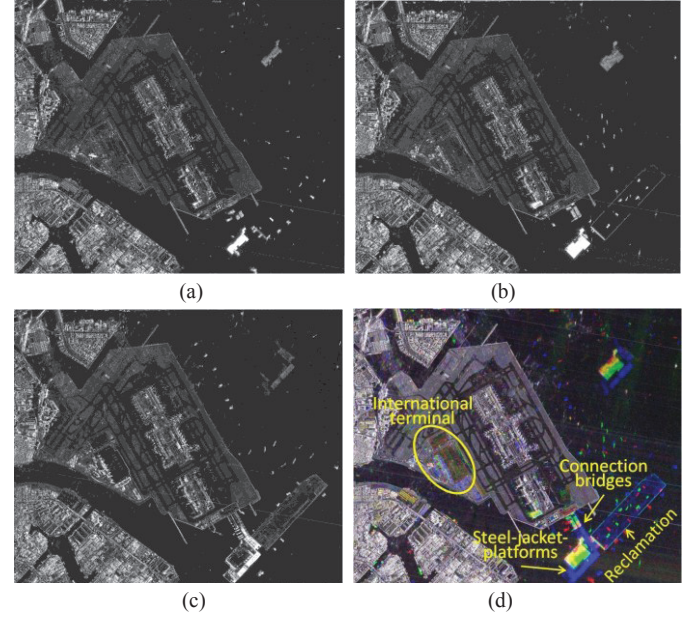 (a)
(b)
International
terminal
Connection
bridges
Steel-jacket-
platforms
Reclamation
(c)
(d)